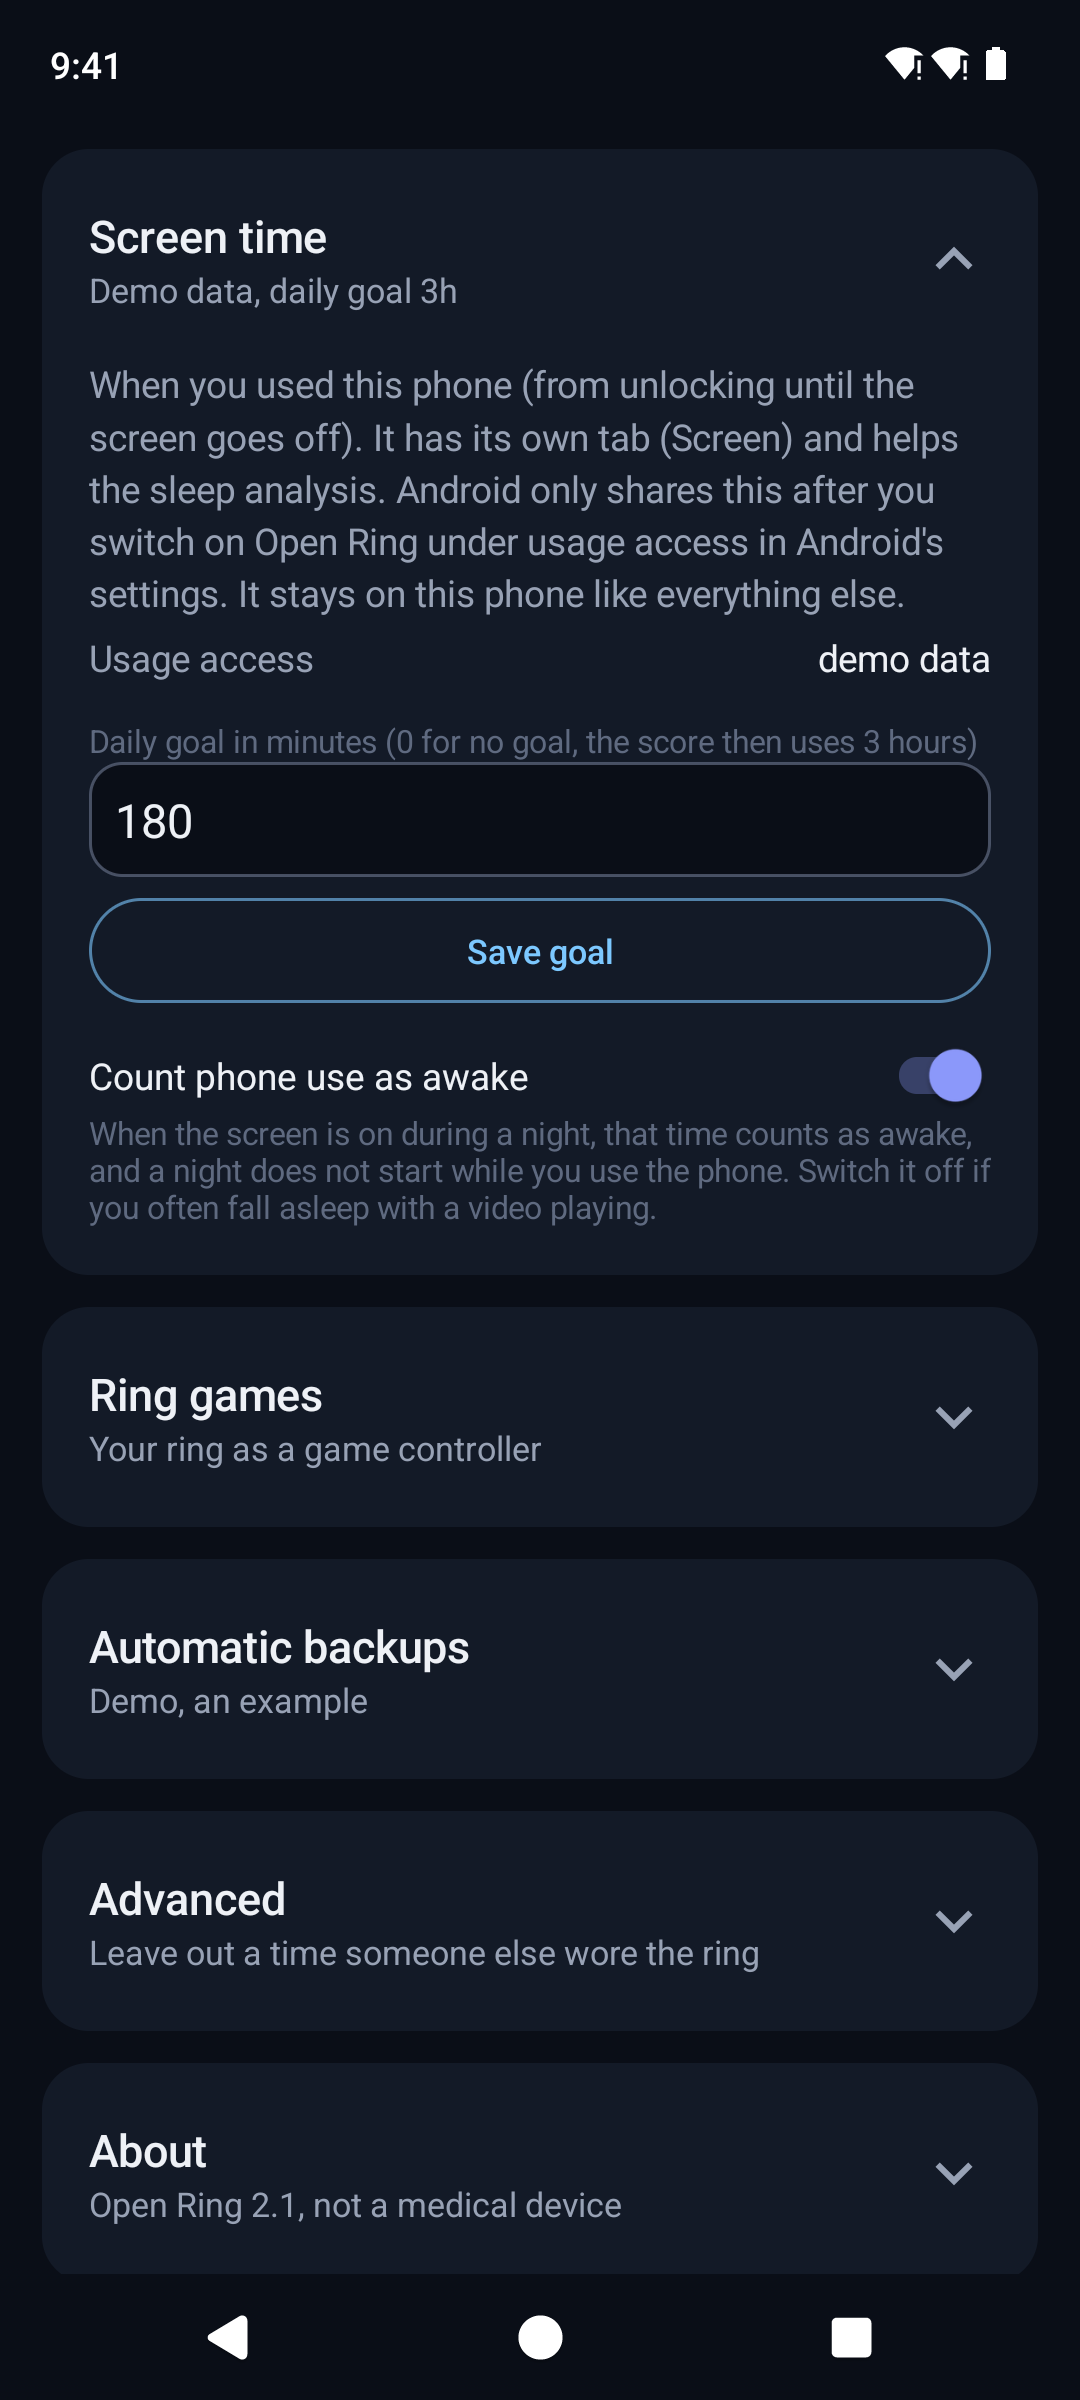 9:41
Screen time
Demo data, daily goal 3h
When you used this phone (from unlocking until the
screen goes off). It has its own tab (Screen) and helps
the sleep analysis. Android only shares this after you
switch on Open Ring under usage access in Android's
settings. It stays on this phone like everything else.
Usage access demo data
Daily goal in minutes (0 for no goal, the score then uses 3 hours)
180
Save goal
Count phone use as awake
When the screen is on during a night, that time counts as awake,
and a night does not start while you use the phone. Switch it off if
you often fall asleep with a video playing.
Ring games
Your ring as a game controller
Automatic backups
Demo, an example
Advanced
Leave out a time someone else wore the ring
About
Open Ring 2.1, not a medical device